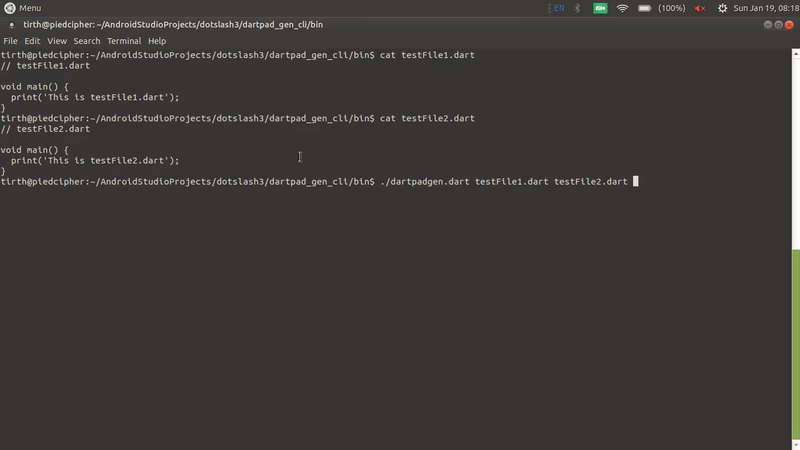 Menu
EN
(100%)
Sun Jan 19, 08:18
tirth@piedcipher: ~/AndroidStudioProjects/dotslash3/dartpad_gen_cli/bin
File Edit View Search Terminal Help
tirth@piedcipher:~/AndroidStudioProjects/dotslash3/dartpad_gen_cli/bin$ cat testFile1.dart
// testFile1.dart
void main() {
  print('This is testFile1.dart');
}
tirth@piedcipher:~/AndroidStudioProjects/dotslash3/dartpad_gen_cli/bin$ cat testFile2.dart
// testFile2.dart
void main() {
  print('This is testFile2.dart');
}
tirth@piedcipher:~/AndroidStudioProjects/dotslash3/dartpad_gen_cli/bin$ ./dartpadgen.dart testFile1.dart testFile2.dart